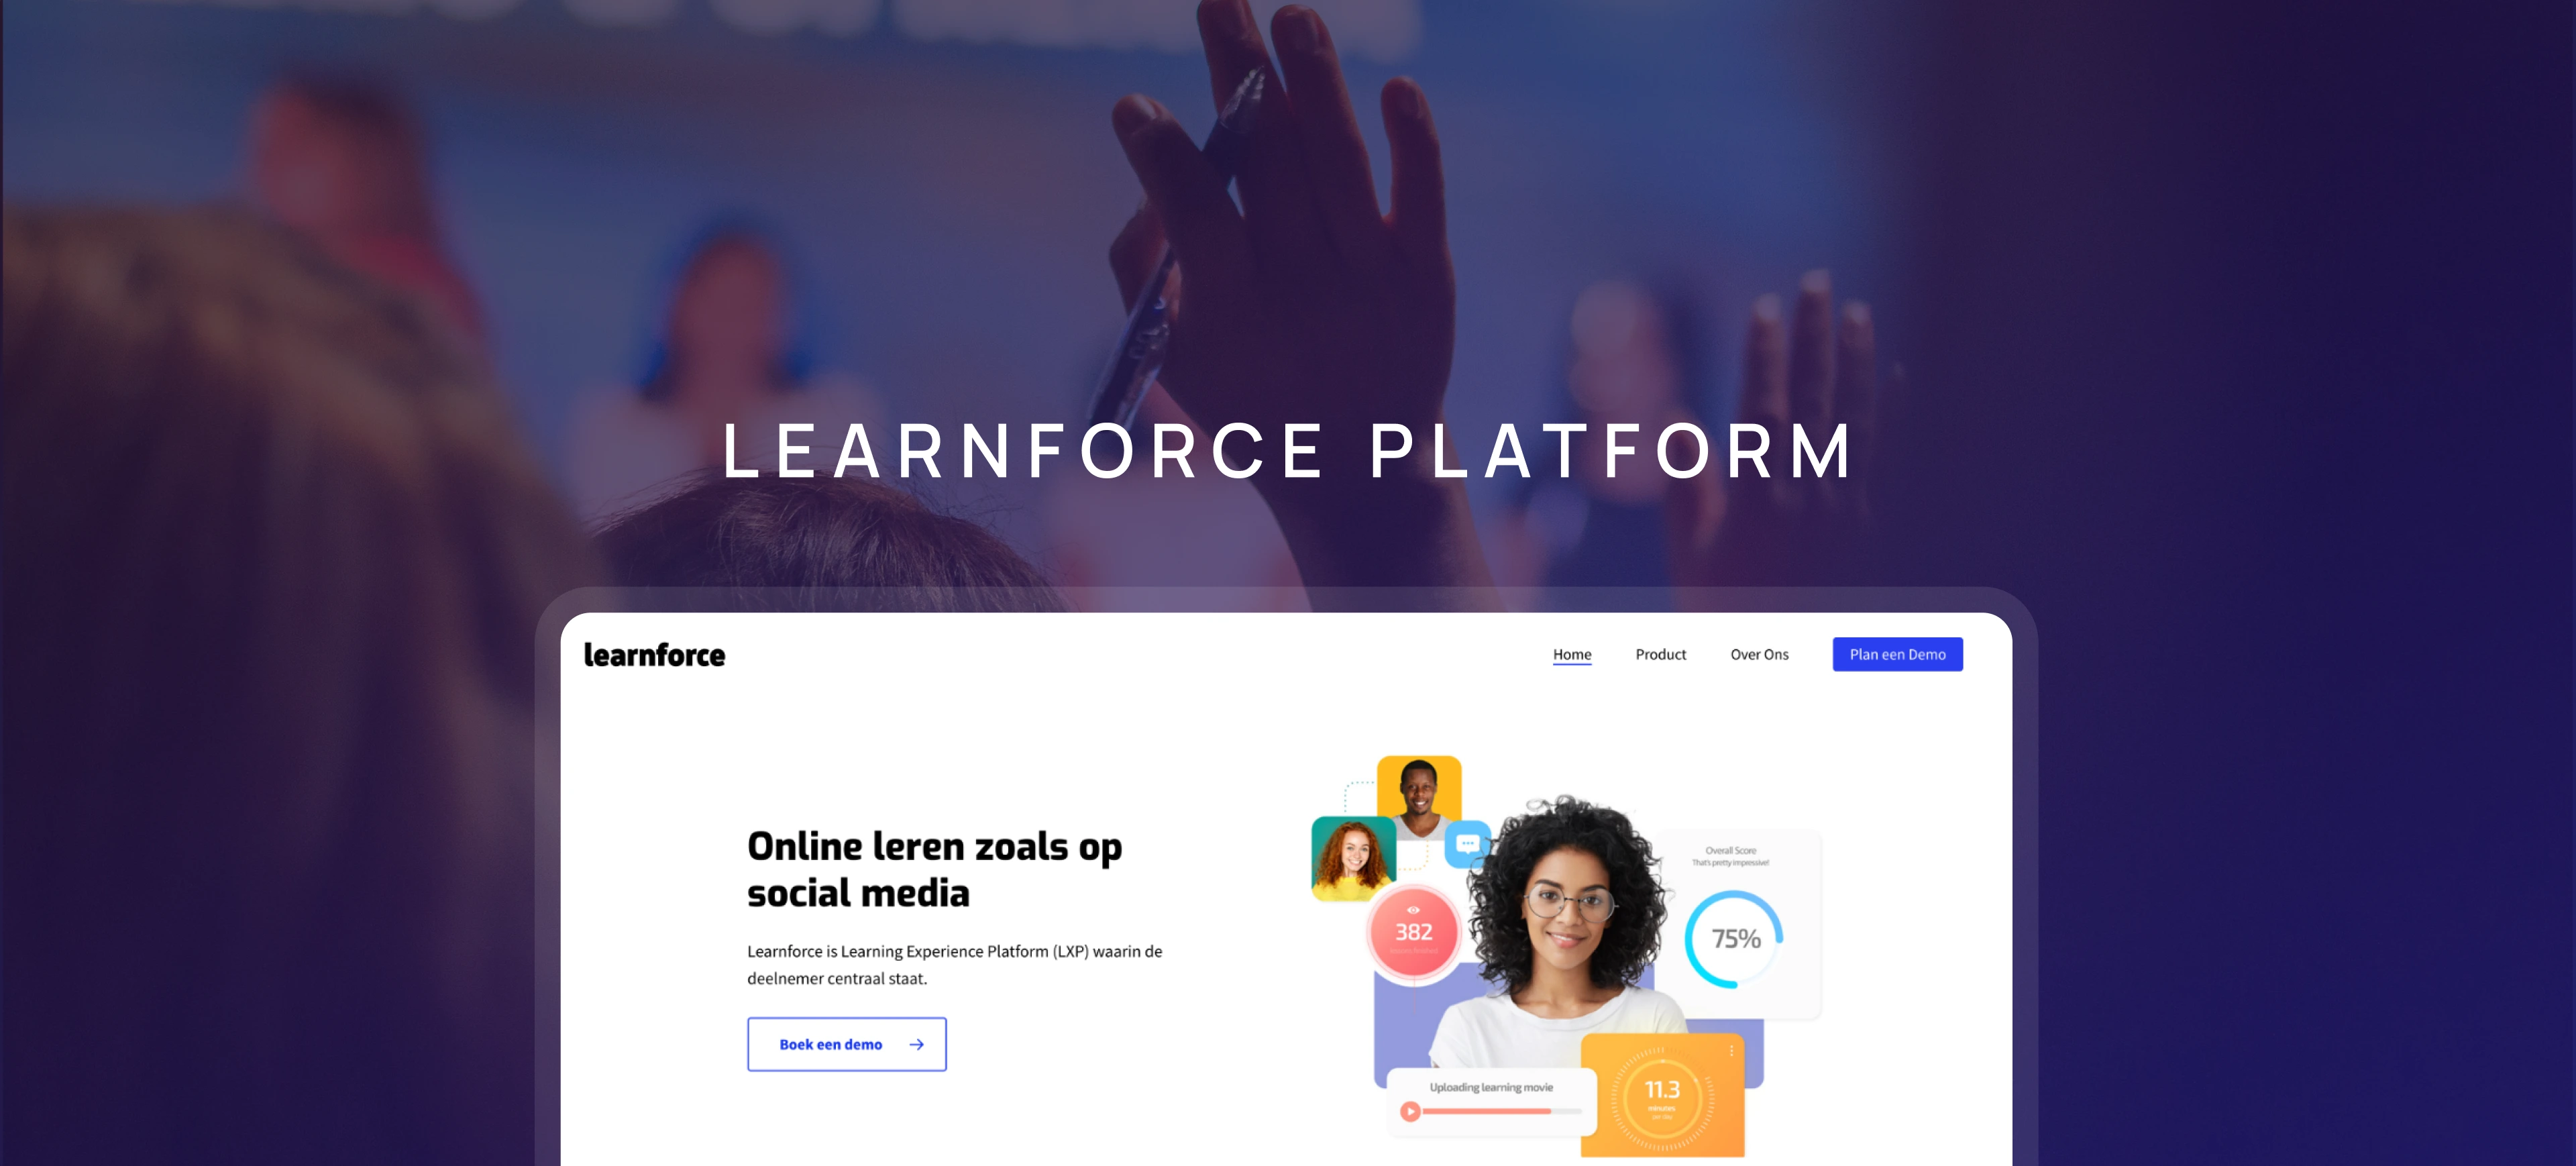 LEARNFORCE PLATFORM
learnforce
Home Product Over Ons Plan een Demo
Online leren zoals op
social media
Learnforce is Learning Experience Platform (LXP) waarin de
deelnemer centraal staat.
Boek een demo
Overall Score
That's pretty impressive!
382
75%
Uploading learning movie
11.3
minutes
per day